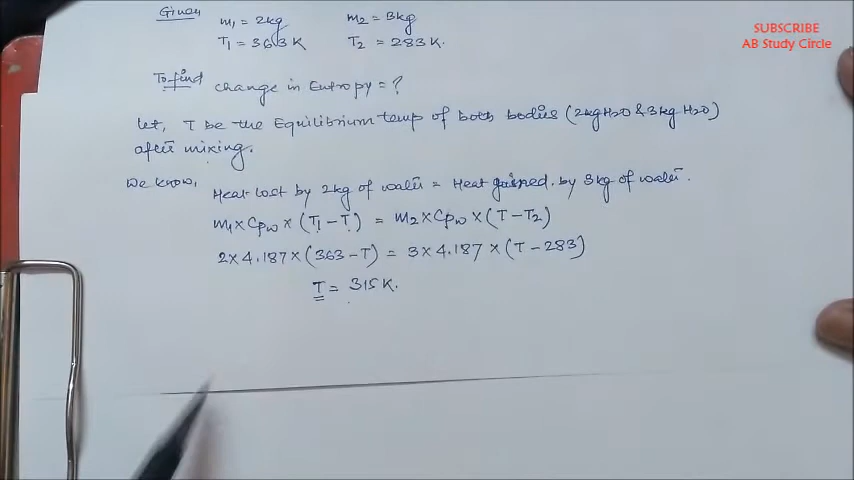 Given
m₁ = 2kg m₂ = 3kg
SUBSCRIBE
T₁ = 363K T₂ = 283K.
AB Study Circle
To find change in Entropy = ?
Let, T be the Equilibrium temp of both bodies (2kg H₂O & 3kg H₂O)
after mixing.
We know, Heat lost by 2kg of water = Heat gained by 3kg of water.
m₁ × Cpw × (T₁ - T) = m₂ × Cpw × (T - T₂)
2 × 4.187 × (363 - T) = 3 × 4.187 × (T - 283)
T = 315K.